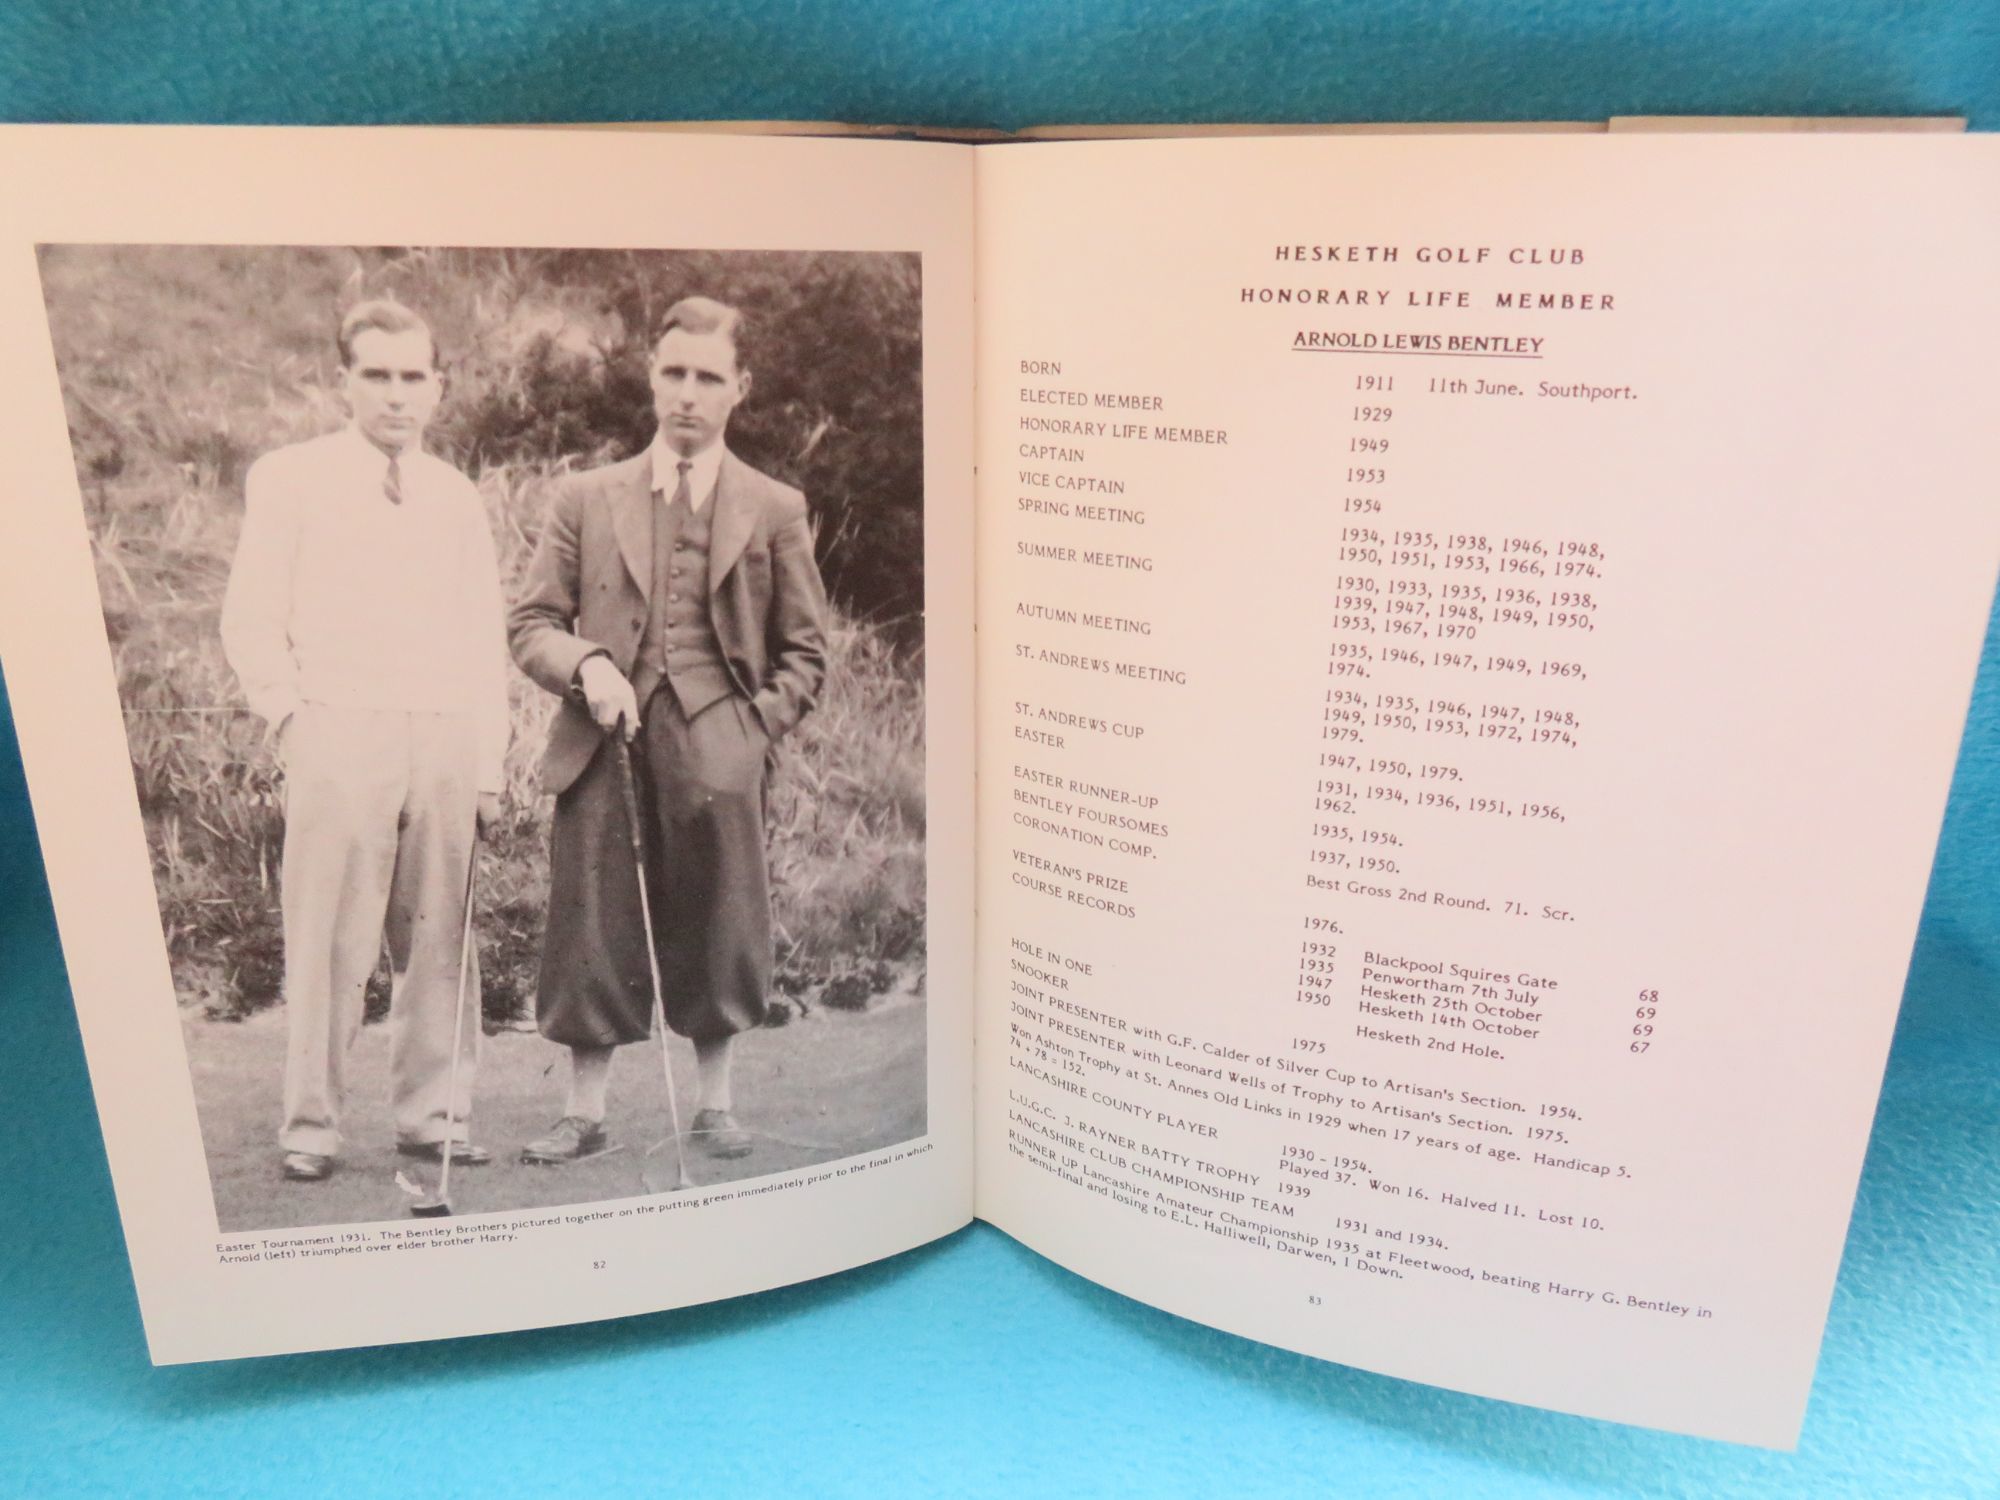 Easter Tournament 1931. The Bentley Brothers pictured together on the putting green immediately prior to the final in which
Arnold (left) triumphed over elder brother Harry.
82
HESKETH GOLF CLUB
HONORARY LIFE MEMBER
ARNOLD LEWIS BENTLEY
BORN 1911 11th June. Southport.
ELECTED MEMBER 1929
HONORARY LIFE MEMBER 1949
CAPTAIN 1953
VICE CAPTAIN 1954
SPRING MEETING 1934, 1935, 1938, 1946, 1948,
1950, 1951, 1953, 1966, 1974.
SUMMER MEETING 1930, 1933, 1935, 1936, 1938,
1939, 1947, 1948, 1949, 1950,
1953, 1967, 1970
AUTUMN MEETING 1935, 1946, 1947, 1949, 1969,
1974.
ST. ANDREWS MEETING 1934, 1935, 1946, 1947, 1948,
1949, 1950, 1953, 1972, 1974,
1979.
ST. ANDREWS CUP 1947, 1950, 1979.
EASTER 1931, 1934, 1936, 1951, 1956,
1962.
EASTER RUNNER-UP 1935, 1954.
BENTLEY FOURSOMES 1937, 1950.
CORONATION COMP. Best Gross 2nd Round. 71. Scr.
VETERAN'S PRIZE 1976.
COURSE RECORDS 1932 Blackpool Squires Gate 68
1935 Penwortham 7th July 69
1947 Hesketh 25th October 69
1950 Hesketh 14th October 67
HOLE IN ONE Hesketh 2nd Hole.
SNOOKER 1975
JOINT PRESENTER with G.F. Calder of Silver Cup to Artisan's Section. 1954.
JOINT PRESENTER with Leonard Wells of Trophy to Artisan's Section. 1975.
Won Ashton Trophy at St. Annes Old Links in 1929 when 17 years of age. Handicap 5.
74 + 78 = 152.
LANCASHIRE COUNTY PLAYER 1930 - 1954.
Played 37. Won 16. Halved 11. Lost 10.
L.U.G.C. J. RAYNER BATTY TROPHY 1939
LANCASHIRE CLUB CHAMPIONSHIP TEAM 1931 and 1934.
RUNNER UP Lancashire Amateur Championship 1935 at Fleetwood, beating Harry G. Bentley in
the semi-final and losing to E.L. Halliwell, Darwen, 1 Down.
83